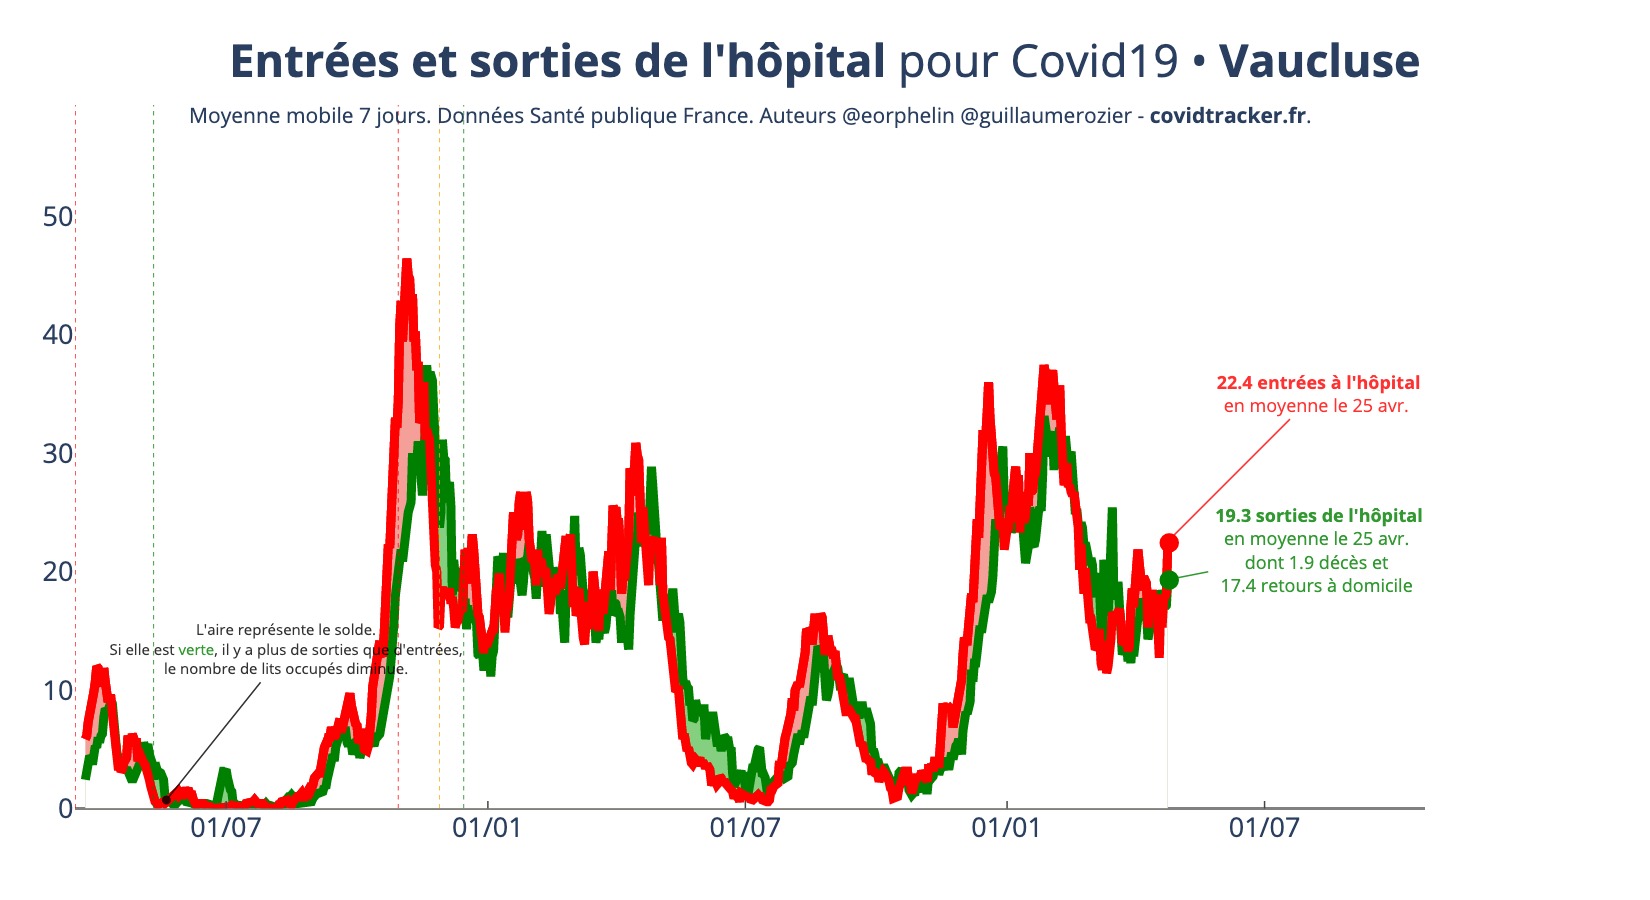 Entrées et sorties de l'hôpital pour Covid19 • Vaucluse
Moyenne mobile 7 jours. Données Santé publique France. Auteurs @eorphelin @guillaumerozier - covidtracker.fr.
50
40
30
20
10
0
22.4 entrées à l'hôpital
en moyenne le 25 avr.
19.3 sorties de l'hôpital
en moyenne le 25 avr.
dont 1.9 décès et
17.4 retours à domicile
L'aire représente le solde.
Si elle est verte, il y a plus de sorties que d'entrées,
le nombre de lits occupés diminue.
01/07
01/01
01/07
01/01
01/07